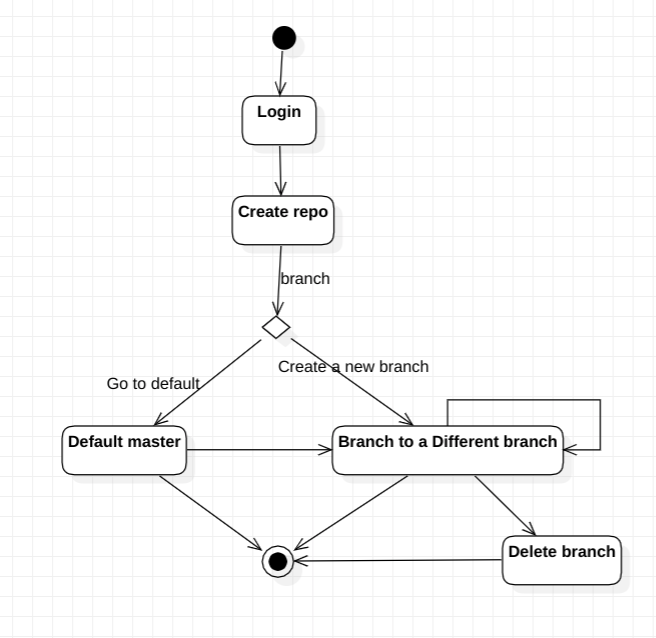 Login
Create repo
branch
Create a new branch
Go to default
Default master
Branch to a Different branch
Delete branch